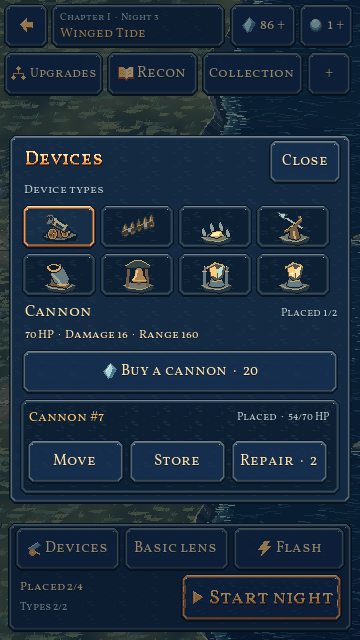 Chapter I · Night 3
Winged Tide
86 +
1 +
Upgrades
Recon
Collection
+
Devices
Close
Device types
Cannon
Placed 1/2
70 HP · Damage 16 · Range 160
Buy a cannon · 20
Cannon #7
Placed · 54/70 HP
Move
Store
Repair · 2
Devices
Basic lens
Flash
Placed 2/4
Types 2/2
Start night